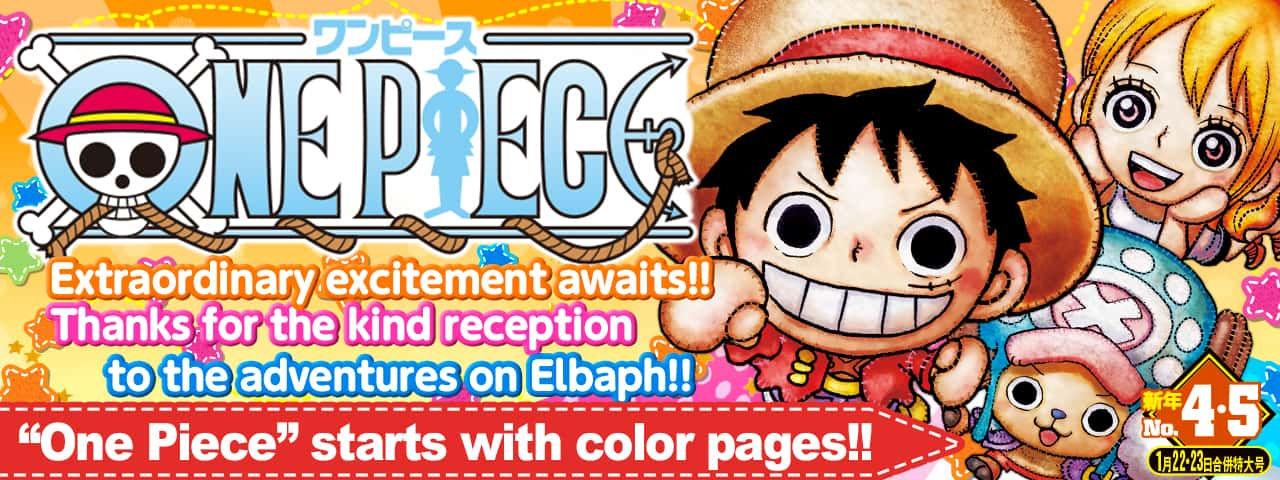 ワンピース
ONE PIECE
Extraordinary excitement awaits!!
Thanks for the kind reception
to the adventures on Elbaph!!
“One Piece” starts with color pages!!
新年
No. 4・5
1月22・23日合併特大号